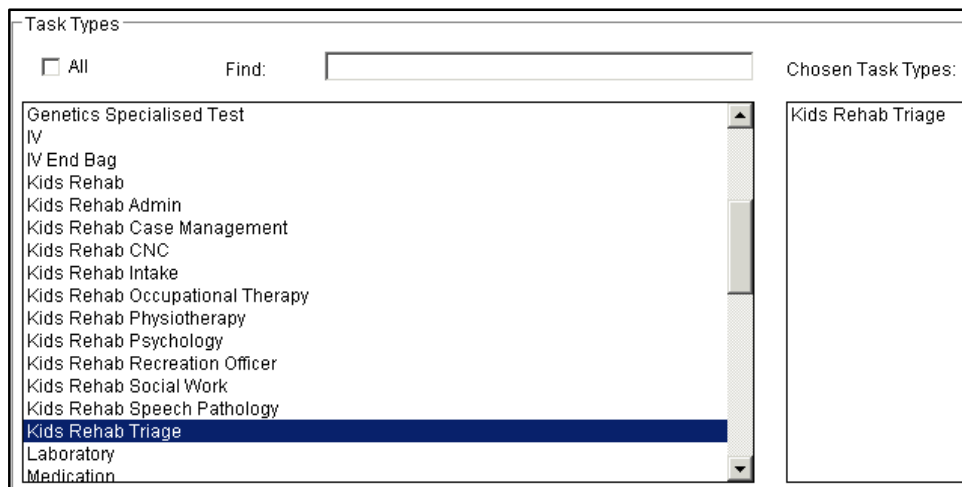 Task Types
All
Find:
Chosen Task Types:
Genetics Specialised Test
IV
IV End Bag
Kids Rehab
Kids Rehab Admin
Kids Rehab Case Management
Kids Rehab CNC
Kids Rehab Intake
Kids Rehab Occupational Therapy
Kids Rehab Physiotherapy
Kids Rehab Psychology
Kids Rehab Recreation Officer
Kids Rehab Social Work
Kids Rehab Speech Pathology
Kids Rehab Triage
Laboratory
Medication
Kids Rehab Triage